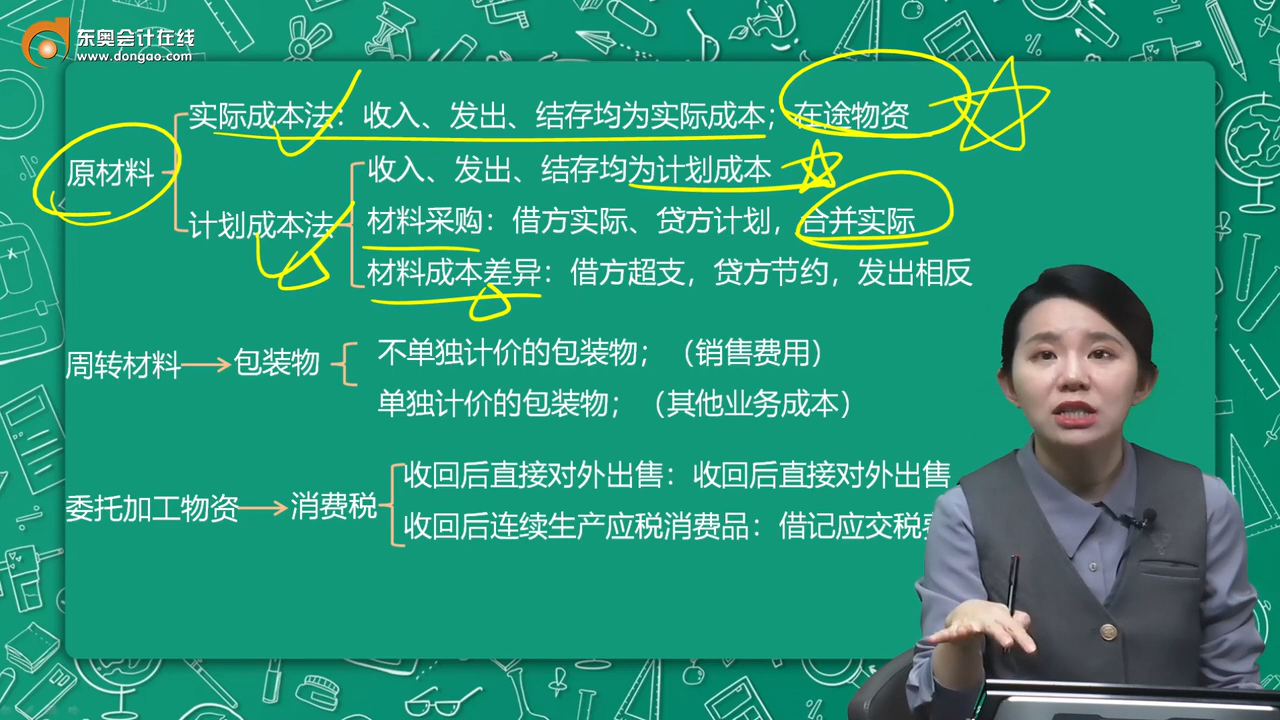 东奥会计在线
www.dongao.com
实际成本法：收入、发出、结存均为实际成本；在途物资
原材料
收入、发出、结存均为计划成本
计划成本法
材料采购：借方实际、贷方计划，合并实际
材料成本差异：借方超支，贷方节约，发出相反
周转材料
包装物
不单独计价的包装物；（销售费用）
单独计价的包装物；（其他业务成本）
委托加工物资
消费税
收回后直接对外出售：收回后直接对外出售
收回后连续生产应税消费品：借记应交税